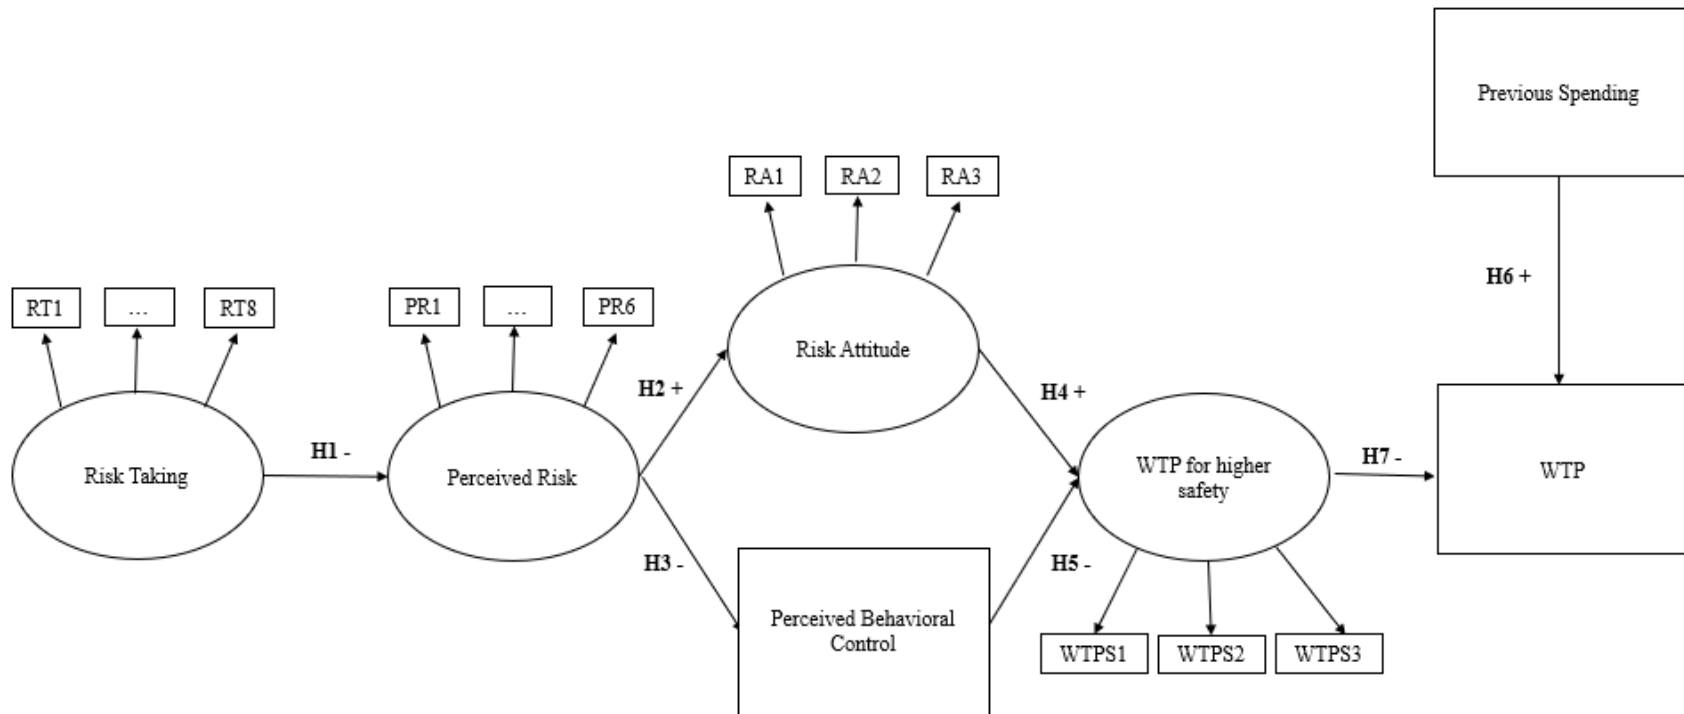 Previous Spending
RA1
RA2
RA3
H6 +
RT1
...
RT8
PR1
...
PR6
Risk Attitude
H2 +
H4 +
H1 -
H7 -
Risk Taking
Perceived Risk
WTP for higher
safety
WTP
H3 -
H5 -
Perceived Behavioral
Control
WTPS1
WTPS2
WTPS3